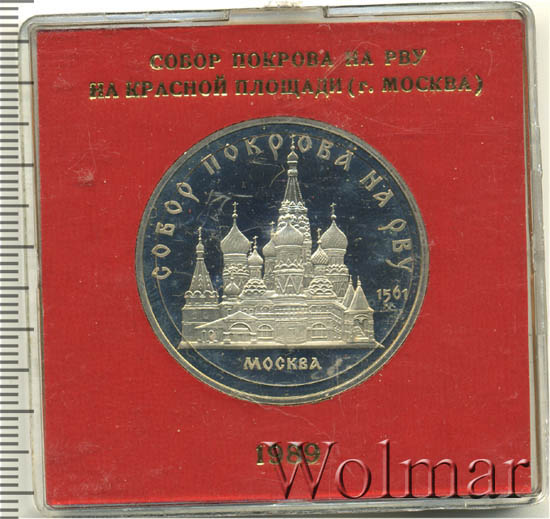 СОБОР ПОКРОВА НА РВУ
НА КРАСНОЙ ПЛОЩАДИ (г. МОСКВА)
СОБОР ПОКРОВА НА РВУ
1561
МОСКВА
1989
Wolmar